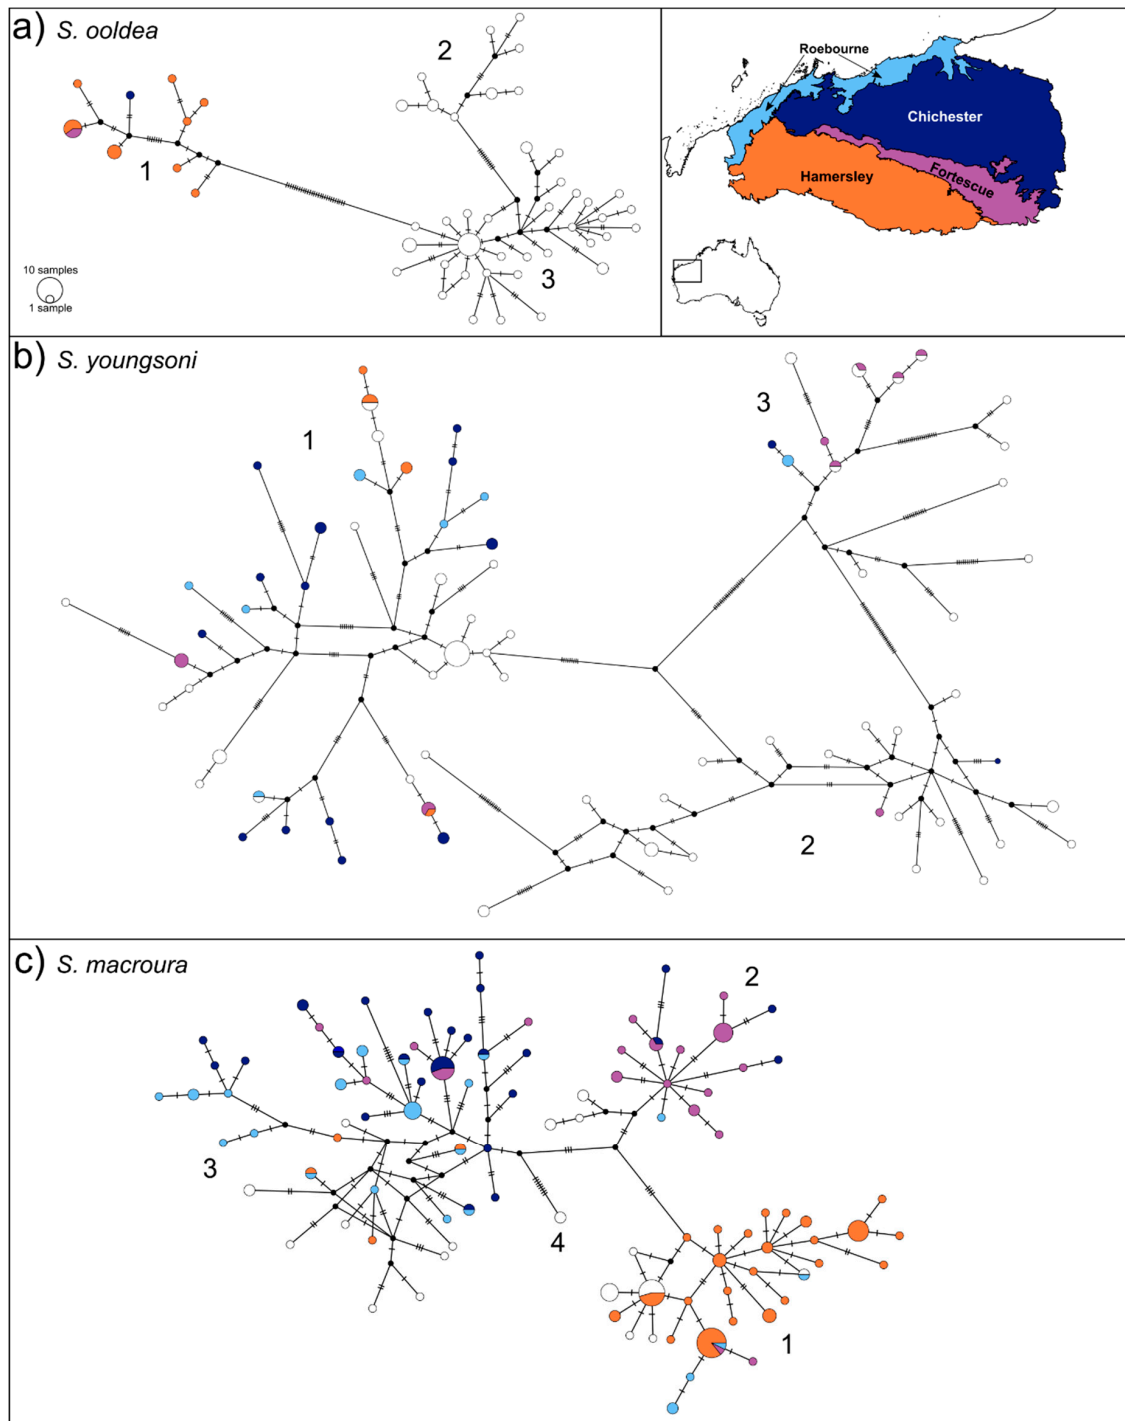 a) S. ooldea
2
1
3
10 samples
1 sample
Roebourne
Chichester
Fortescue
Hamersley
b) S. youngsoni
1
3
2
c) S. macroura
2
3
4
1